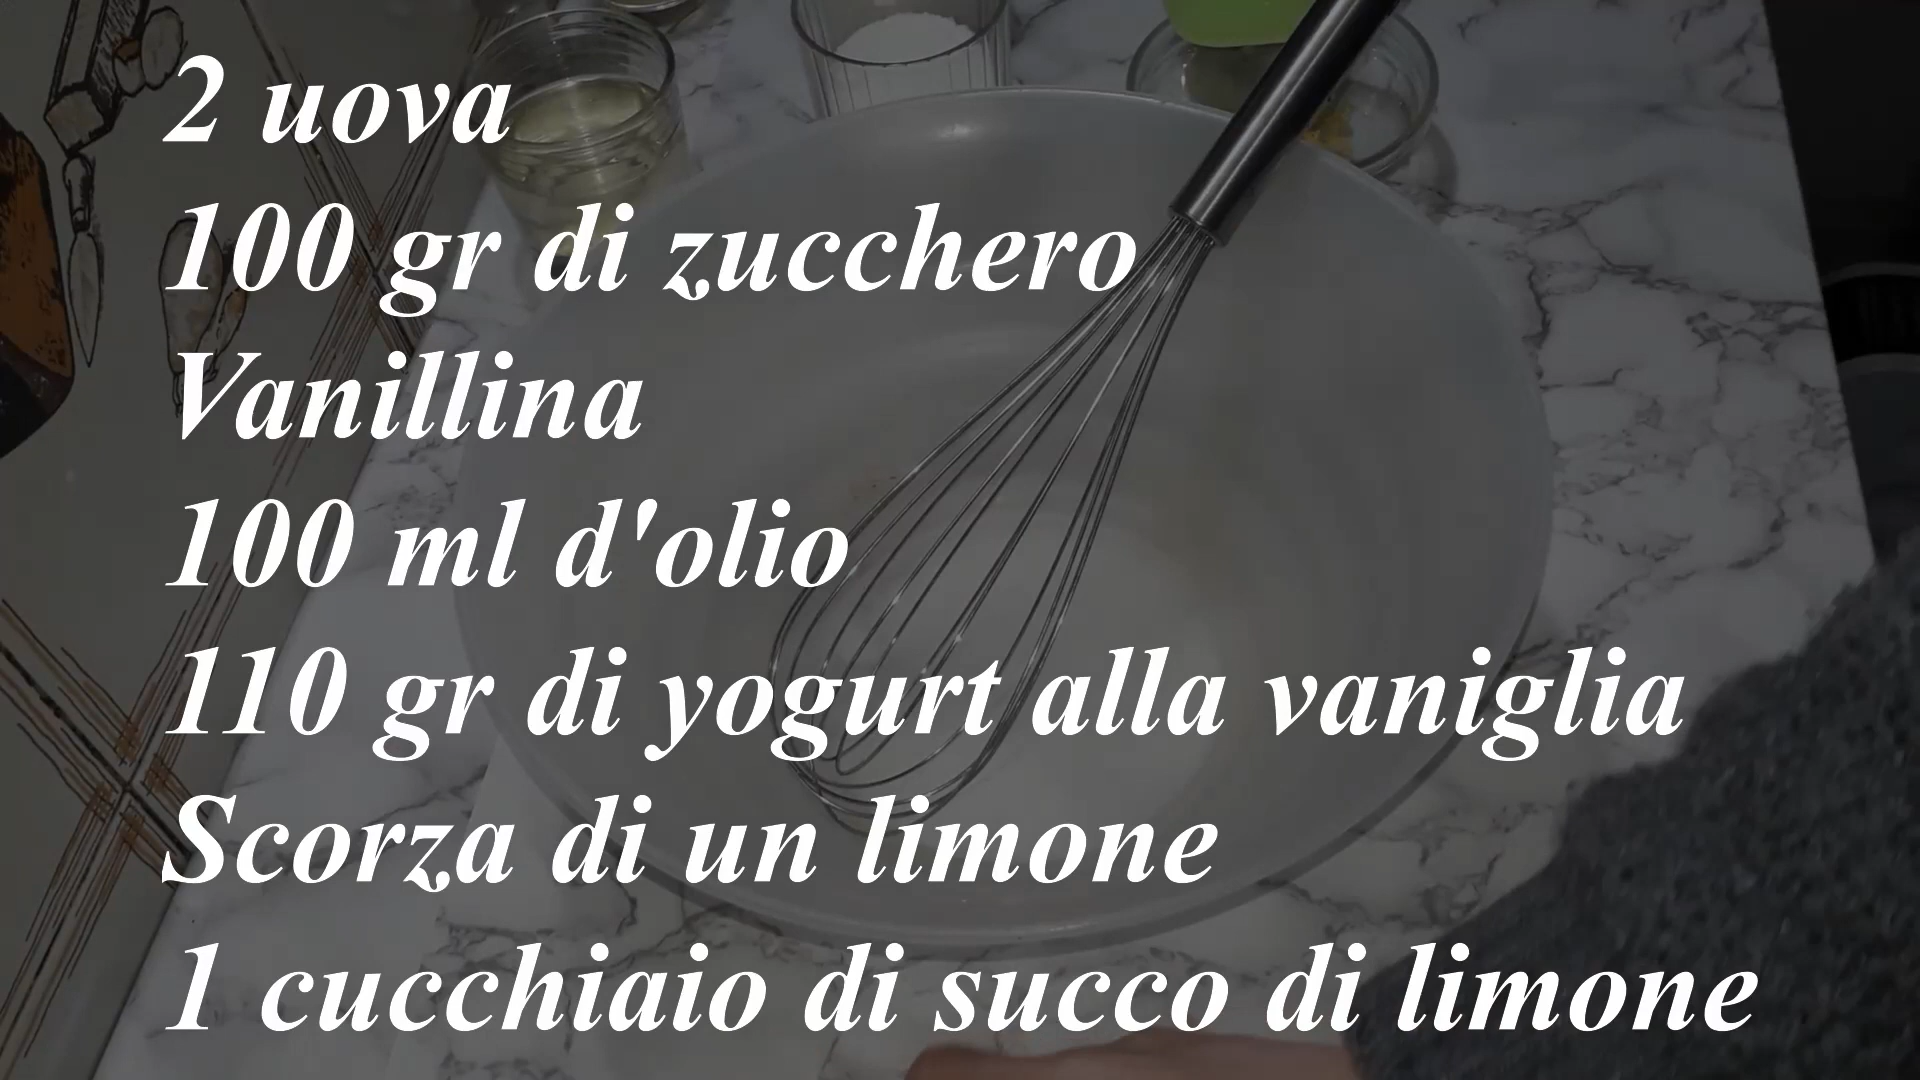 2 uova
100 gr di zucchero
Vanillina
100 ml d'olio
110 gr di yogurt alla vaniglia
Scorza di un limone
1 cucchiaio di succo di limone